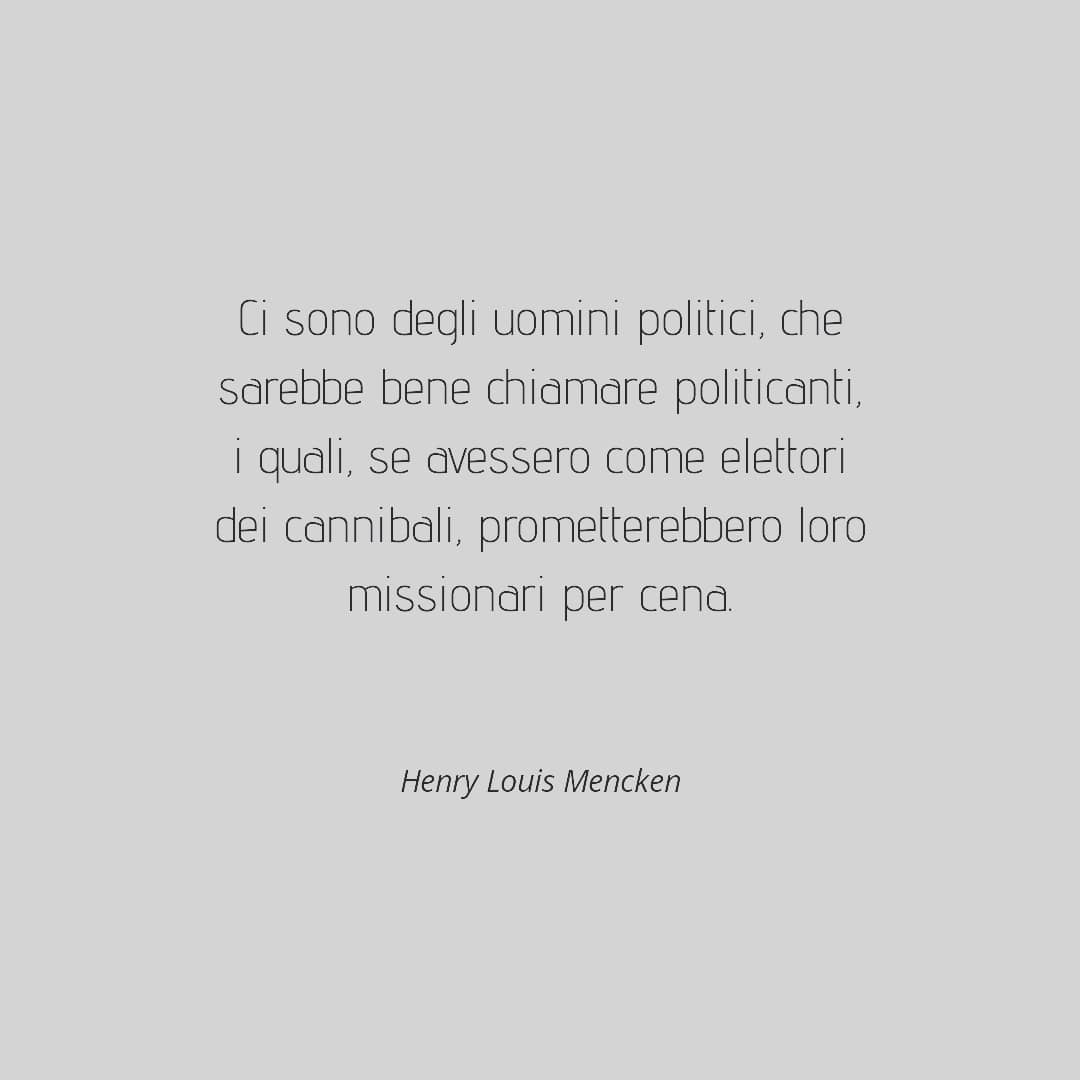 Ci sono degli uomini politici, che
sarebbe bene chiamare politicanti,
i quali, se avessero come elettori
dei cannibali, prometterebbero loro
missionari per cena.
Henry Louis Mencken